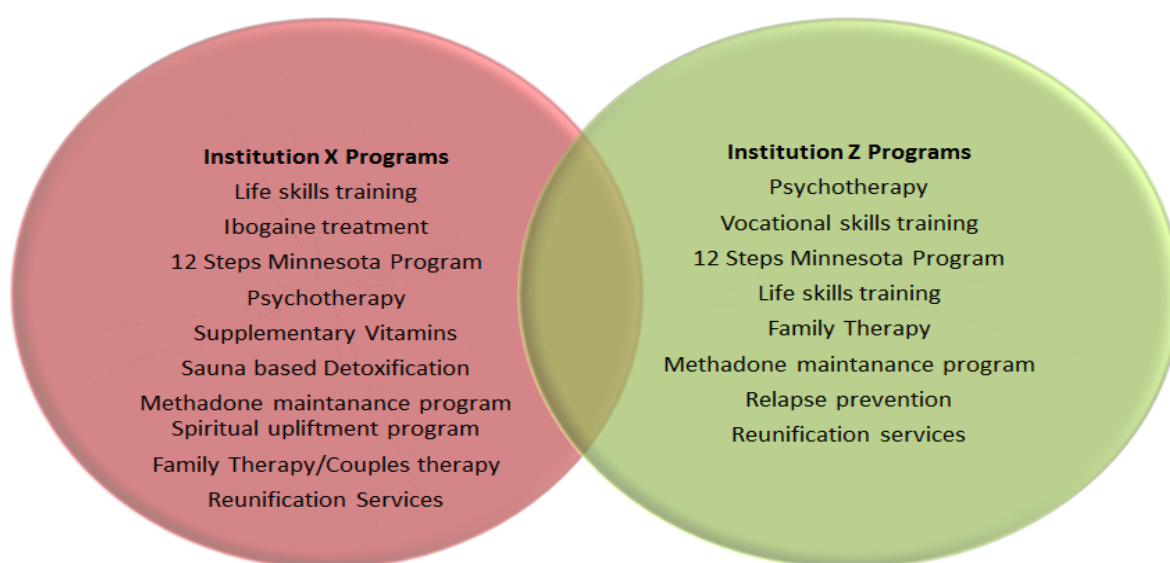 Institution X Programs
Life skills training
Ibogaine treatment
12 Steps Minnesota Program
Psychotherapy
Supplementary Vitamins
Sauna based Detoxification
Methadone maintanance program
Spiritual upliftment program
Family Therapy/Couples therapy
Reunification Services
Institution Z Programs
Psychotherapy
Vocational skills training
12 Steps Minnesota Program
Life skills training
Family Therapy
Methadone maintanance program
Relapse prevention
Reunification services